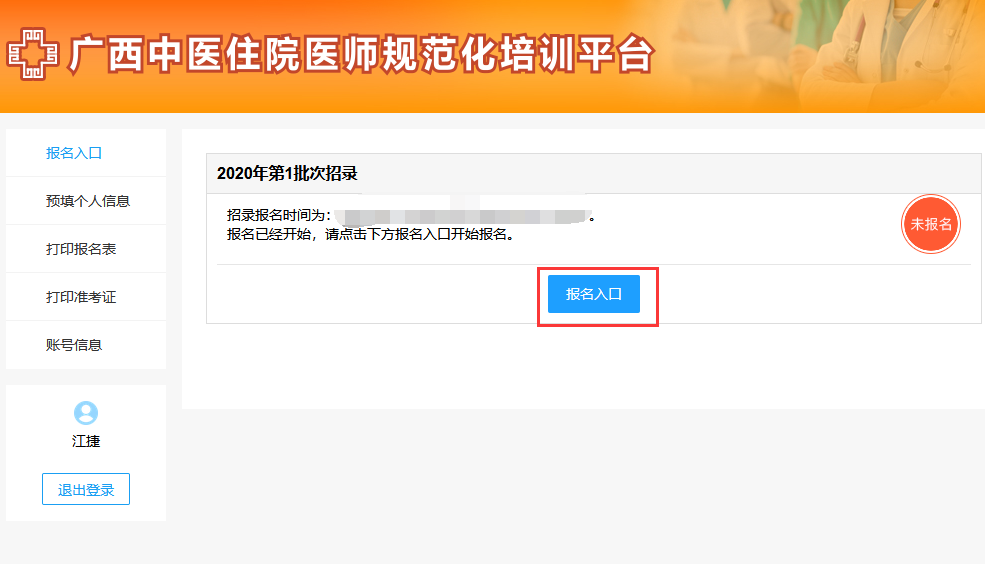 广西中医住院医师规范化培训平台
报名入口
预填个人信息
打印报名表
打印准考证
账号信息
江捷
退出登录
2020年第1批次招录
招录报名时间为：。
报名已经开始，请点击下方报名入口开始报名。
未报名
报名入口